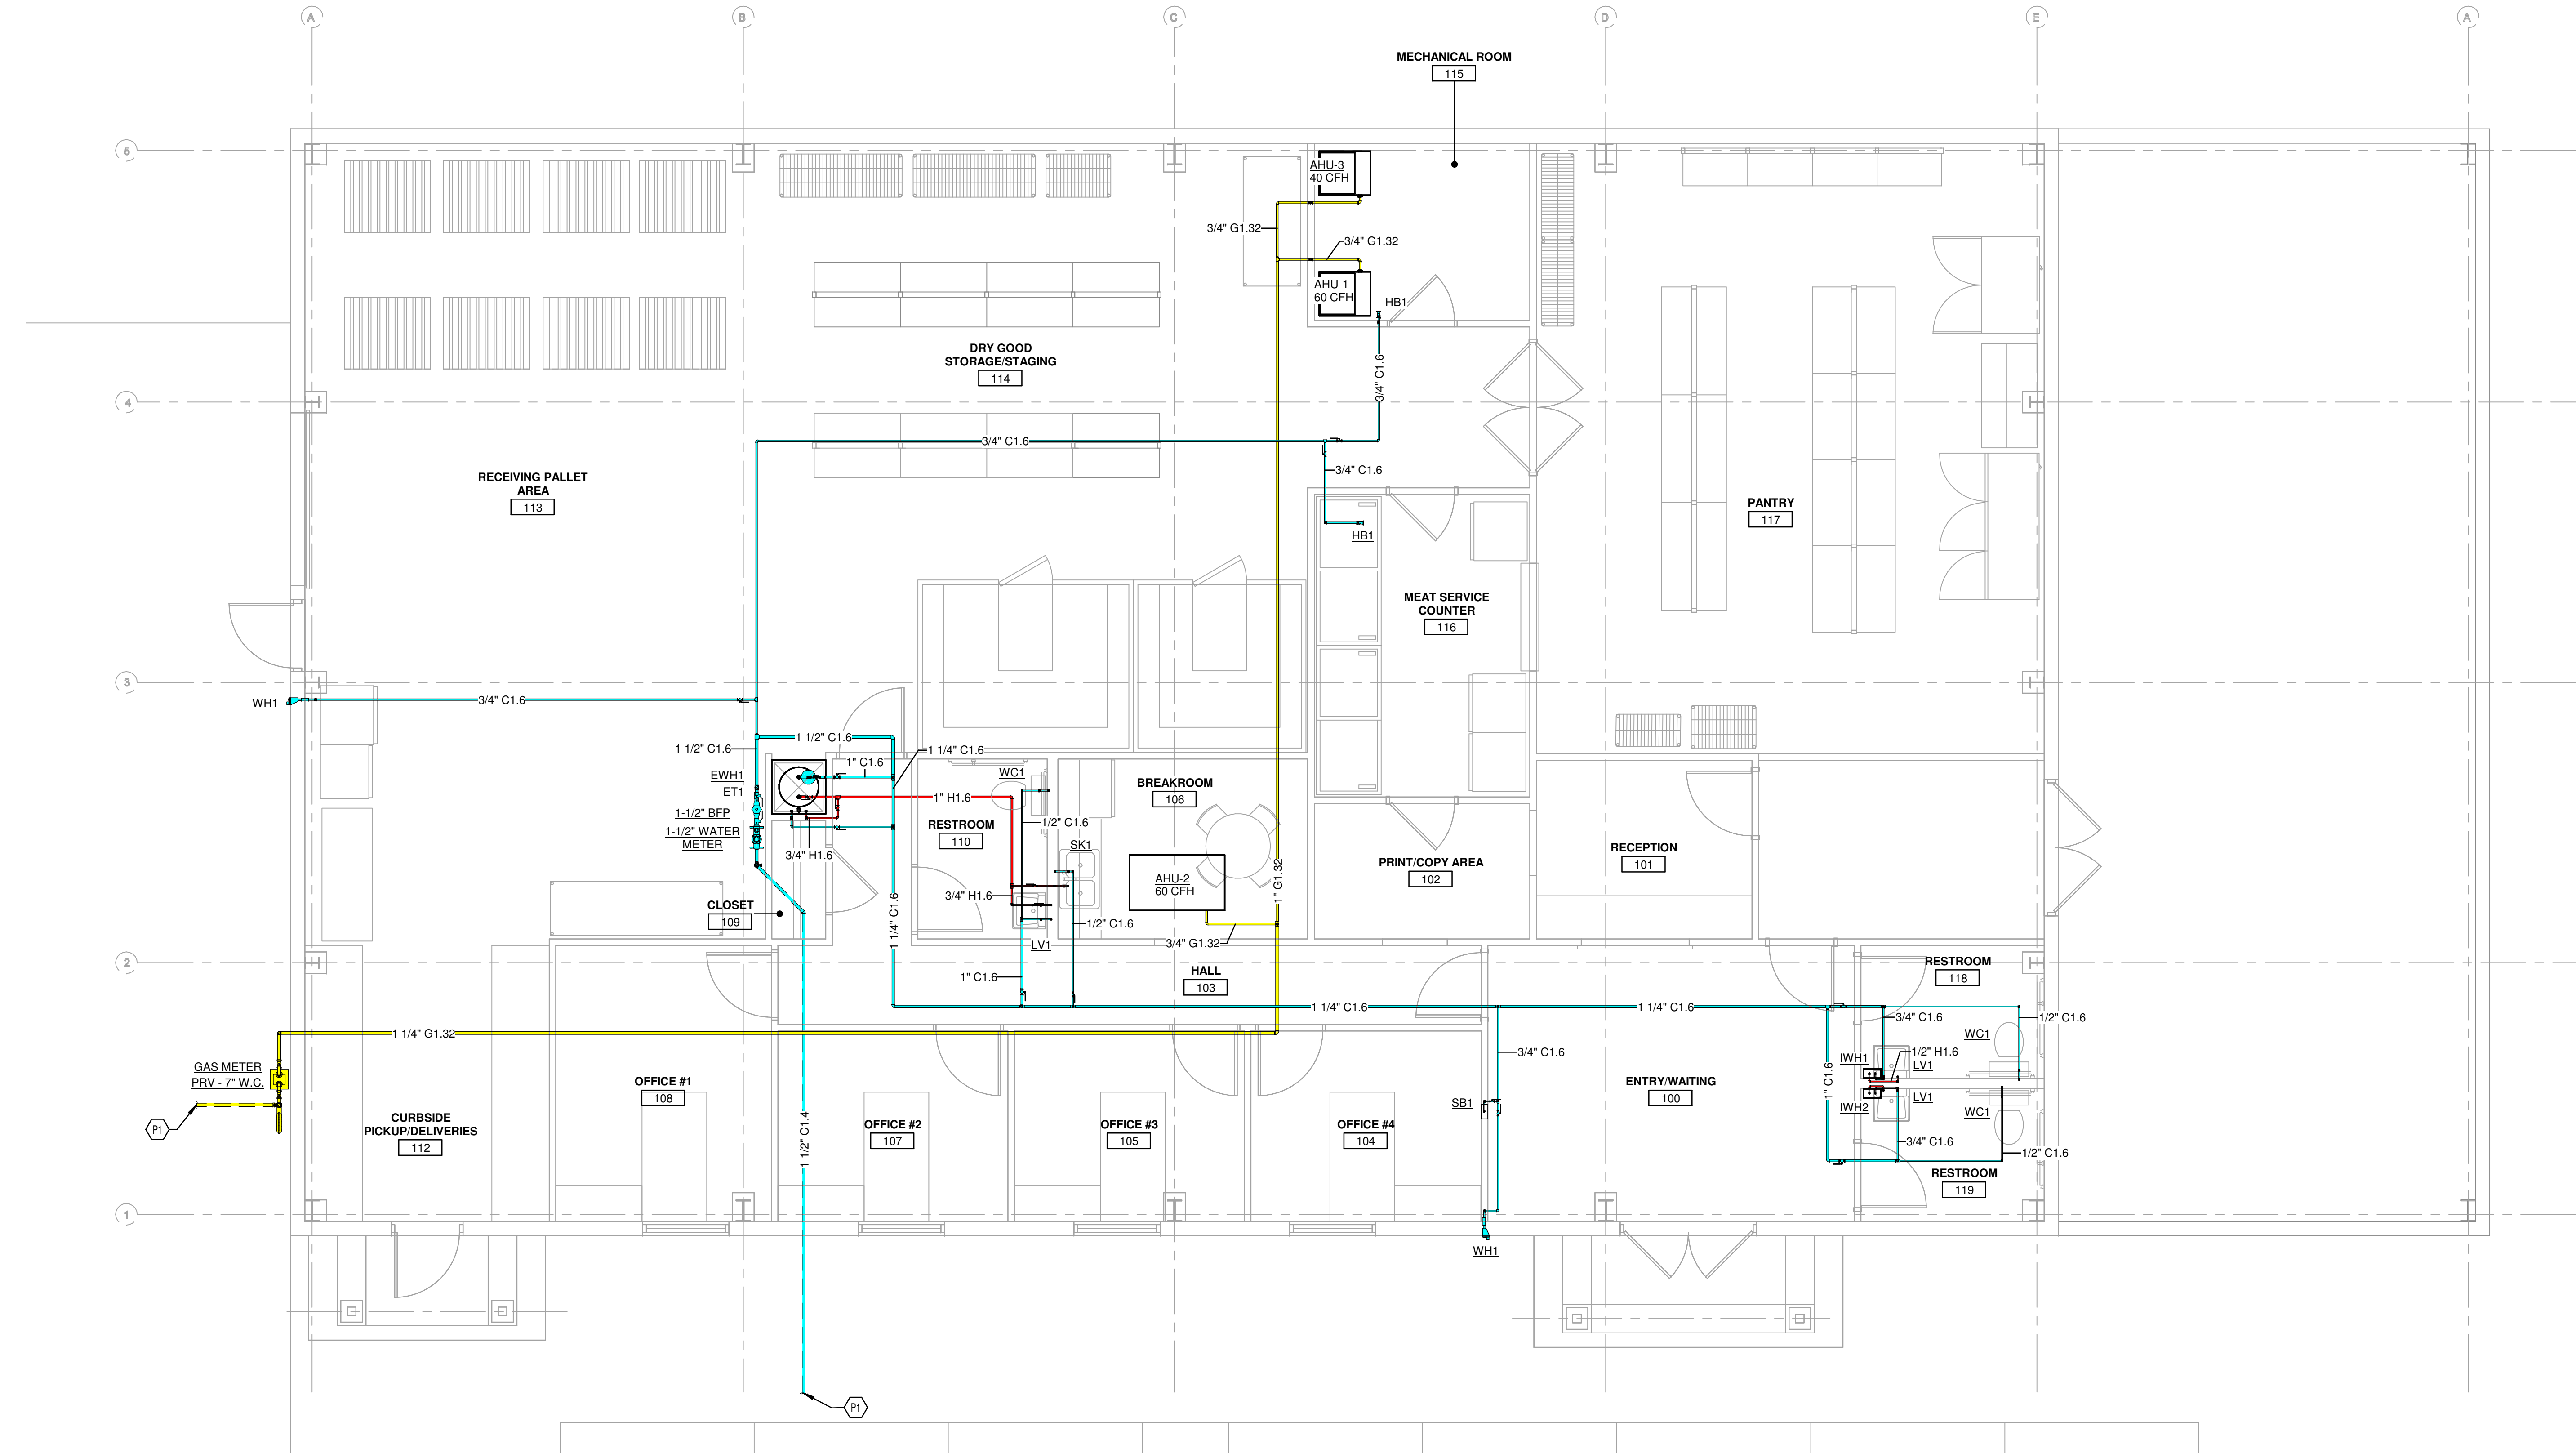 A
B
C
D
E
A
MECHANICAL ROOM
115
5
AHU-3
40 CFH
3/4" G1.32
3/4" G1.32
AHU-1
60 CFH
HB1
DRY GOOD
STORAGE/STAGING
114
3/4" C1.6
4
3/4" C1.6
3/4" C1.6
RECEIVING PALLET
AREA
113
HB1
PANTRY
117
MEAT SERVICE
COUNTER
116
3
WH1
3/4" C1.6
1 1/2" C1.6
1 1/2" C1.6
1 1/4" C1.6
1" C1.6
EWH1
ET1
1-1/2" BFP
1-1/2" WATER
METER
WC1
1" H1.6
BREAKROOM
106
1/2" C1.6
RESTROOM
110
SK1
3/4" H1.6
RECEPTION
101
PRINT/COPY AREA
102
AHU-2
60 CFH
1" G1.32
3/4" H1.6
CLOSET
109
1 1/4" C1.6
1/2" C1.6
LV1
3/4" G1.32
2
1" C1.6
HALL
103
RESTROOM
118
1 1/4" C1.6
1 1/4" C1.6
3/4" C1.6
1/2" C1.6
1 1/4" G1.32
WC1
3/4" C1.6
1/2" H1.6
IWH1
LV1
GAS METER
PRV - 7" W.C.
OFFICE #1
108
ENTRY/WAITING
100
1" C1.6
LV1
IWH2
WC1
SB1
P1
CURBSIDE
PICKUP/DELIVERIES
112
1 1/2" C1.4
OFFICE #2
107
OFFICE #3
105
OFFICE #4
104
3/4" C1.6
1/2" C1.6
RESTROOM
119
1
WH1
P1